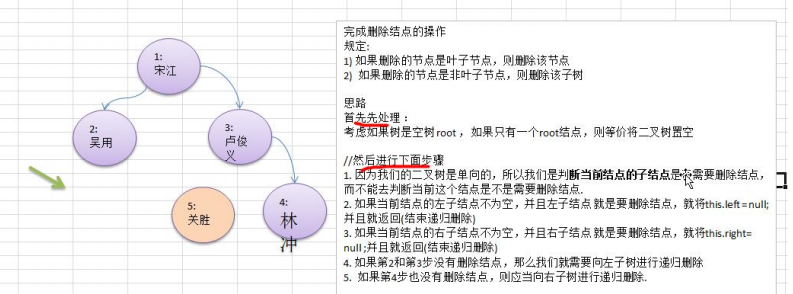 1:
宋江
2:
吴用
3:
卢俊
义
5:
关胜
4:
林
冲
完成删除结点的操作
规定:
1) 如果删除的节点是叶子节点，则删除该节点
2) 如果删除的节点是非叶子节点，则删除该子树
思路
首先先处理：
考虑如果树是空树root，如果只有一个root结点，则等价将二叉树置空
//然后进行下面步骤
1. 因为我们的二叉树是单向的，所以我们是判断当前结点的子结点是 需要删除结点，
而不能去判断当前这个结点是不是需要删除结点.
2. 如果当前结点的左子结点不为空，并且左子结点 就是要删除结点，就将this.left = null;
并且就返回(结束递归删除)
3. 如果当前结点的右子结点不为空，并且右子结点 就是要删除结点，就将this.right=
null ;并且就返回(结束递归删除)
4. 如果第2和第3步没有删除结点，那么我们就需要向左子树进行递归删除
5. 如果第4步也没有删除结点，则应当向右子树进行递归删除.